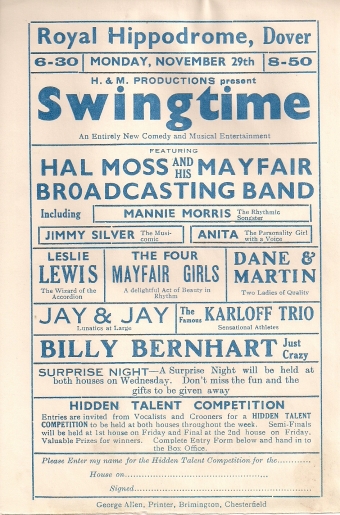 Royal Hippodrome, Dover
6-30 MONDAY, NOVEMBER 29th 8-50
H. & M. PRODUCTIONS present
Swingtime
An Entirely New Comedy and Musical Entertainment
FEATURING
HAL MOSS AND HIS MAYFAIR
BROADCASTING BAND
Including MANNIE MORRIS The Rhythmic Songster
JIMMY SILVER The Musi-comic ANITA The Personality Girl with a Voice
LESLIE LEWIS
The Wizard of the Accordion
THE FOUR MAYFAIR GIRLS
A delightful Act of Beauty in Rhythm
DANE & MARTIN
Two Ladies of Quality
JAY & JAY
Lunatics at Large
The Famous KARLOFF TRIO
Sensational Athletes
BILLY BERNHART Just Crazy
SURPRISE NIGHT—A Surprise Night will be held at
both houses on Wednesday. Don't miss the fun and the
gifts to be given away
HIDDEN TALENT COMPETITION
Entries are invited from Vocalists and Crooners for a HIDDEN TALENT
COMPETITION to be held at both houses throughout the week. Semi-Finals
will be held at 1st house on Friday and Final at the 2nd house on Friday.
Valuable Prizes for winners. Complete Entry Form below and hand in to
the Box Office.
Please Enter my name for the Hidden Talent Competition for the............
House on................................................
Signed................................................
George Allen, Printer, Brimington, Chesterfield